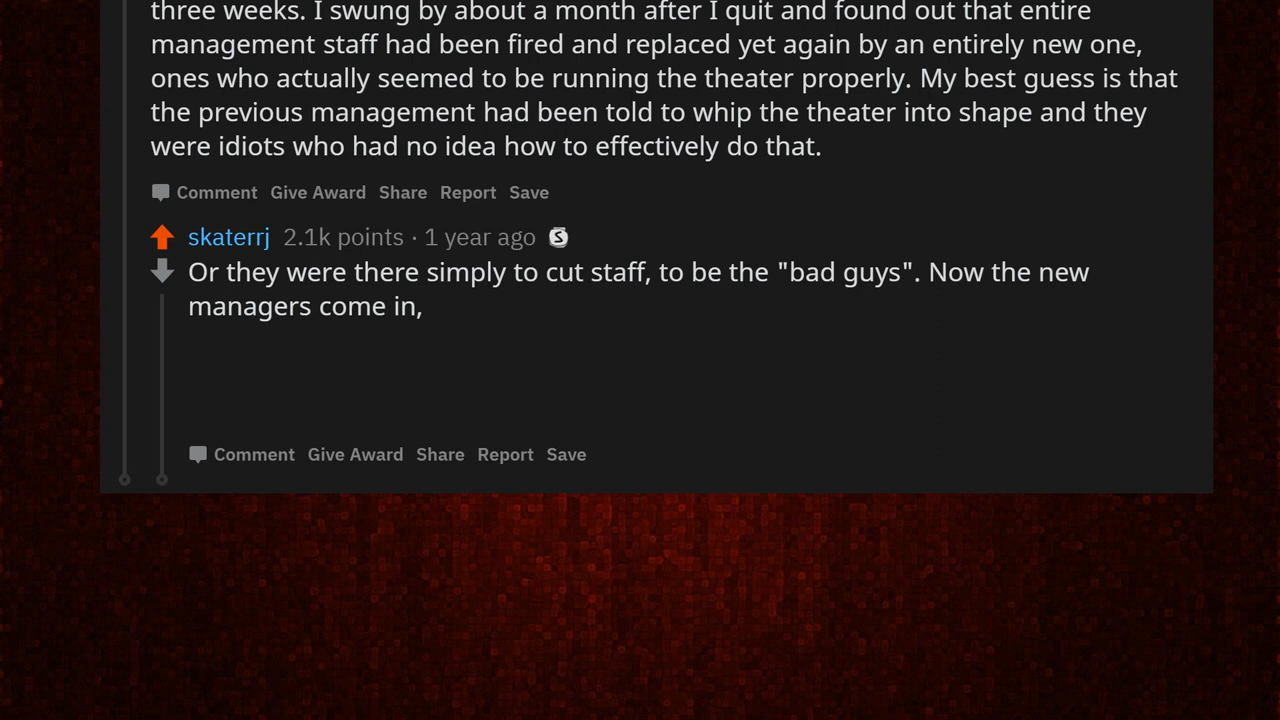 three weeks. I swung by about a month after I quit and found out that entire
management staff had been fired and replaced yet again by an entirely new one,
ones who actually seemed to be running the theater properly. My best guess is that
the previous management had been told to whip the theater into shape and they
were idiots who had no idea how to effectively do that.
Comment Give Award Share Report Save
skaterrj 2.1k points · 1 year ago S
Or they were there simply to cut staff, to be the "bad guys". Now the new
managers come in,
Comment Give Award Share Report Save